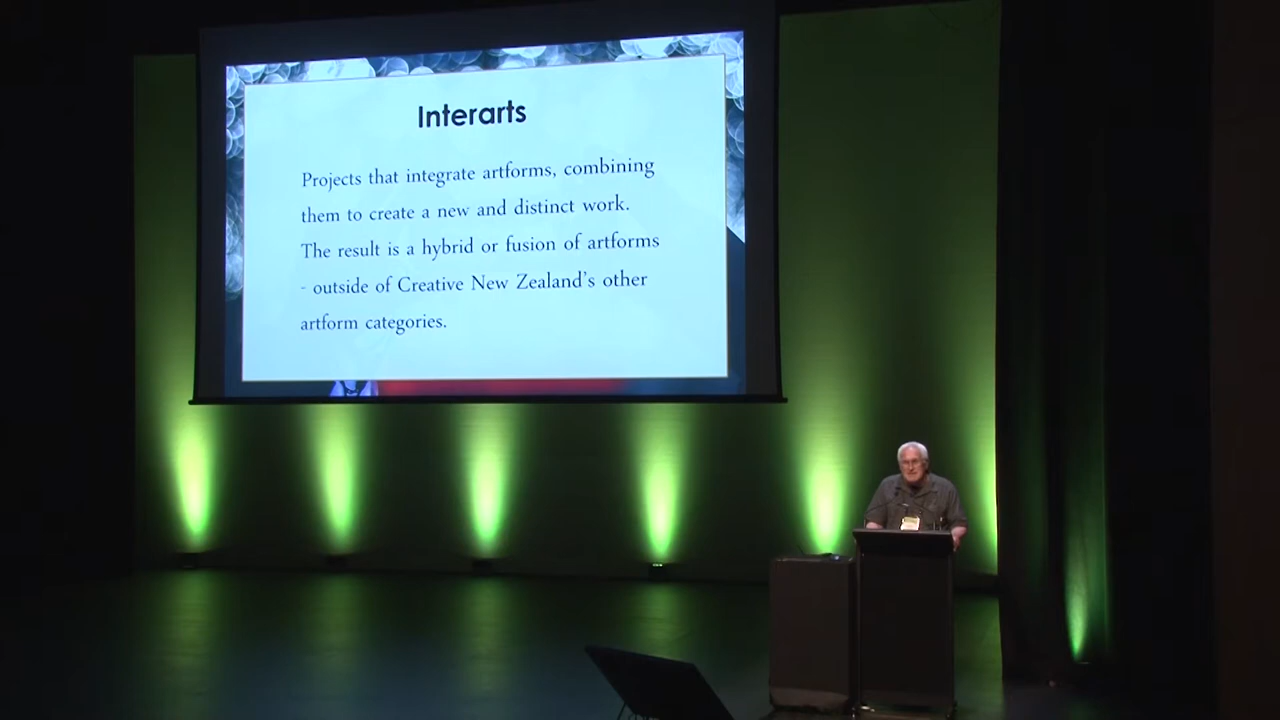 Interarts
Projects that integrate artforms, combining
them to create a new and distinct work.
The result is a hybrid or fusion of artforms
- outside of Creative New Zealand's other
artform categories.